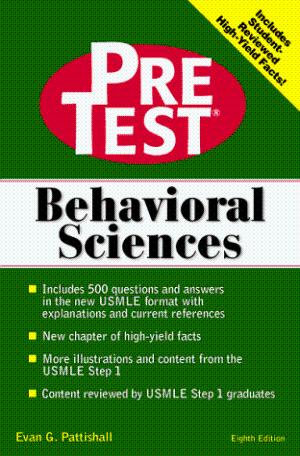 Includes
Student-
Reviewed
High-Yield Facts!
PRE
TEST®
Behavioral
Sciences
Includes 500 questions and answers
in the new USMLE format with
explanations and current references
New chapter of high-yield facts
More illustrations and content from the
USMLE Step 1
Content reviewed by USMLE Step 1 graduates
Evan G. Pattishall
Eighth Edition